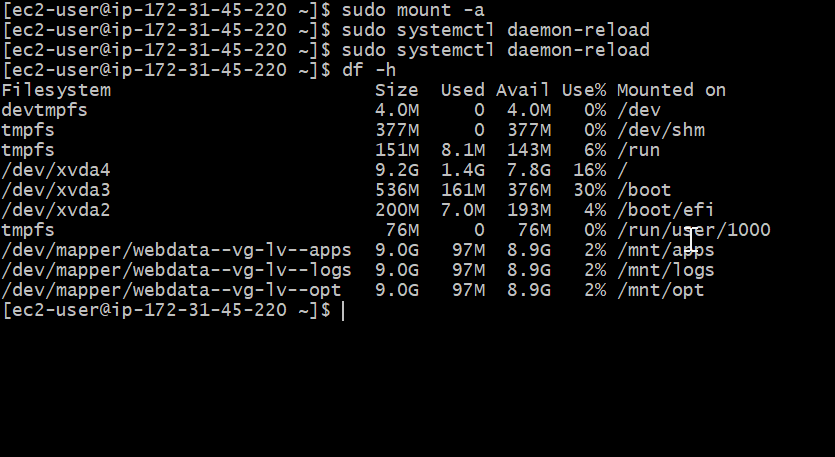 [ec2-user@ip-172-31-45-220 ~]$ sudo mount -a
[ec2-user@ip-172-31-45-220 ~]$ sudo systemctl daemon-reload
[ec2-user@ip-172-31-45-220 ~]$ sudo systemctl daemon-reload
[ec2-user@ip-172-31-45-220 ~]$ df -h
Filesystem                         Size  Used Avail Use% Mounted on
devtmpfs                           4.0M     0  4.0M   0% /dev
tmpfs                              377M     0  377M   0% /dev/shm
tmpfs                              151M  8.1M  143M   6% /run
/dev/xvda4                         9.2G  1.4G  7.8G  16% /
/dev/xvda3                         536M  161M  376M  30% /boot
/dev/xvda2                         200M  7.0M  193M   4% /boot/efi
tmpfs                               76M     0   76M   0% /run/user/1000
/dev/mapper/webdata--vg-lv--apps   9.0G   97M  8.9G   2% /mnt/apps
/dev/mapper/webdata--vg-lv--logs   9.0G   97M  8.9G   2% /mnt/logs
/dev/mapper/webdata--vg-lv--opt    9.0G   97M  8.9G   2% /mnt/opt
[ec2-user@ip-172-31-45-220 ~]$